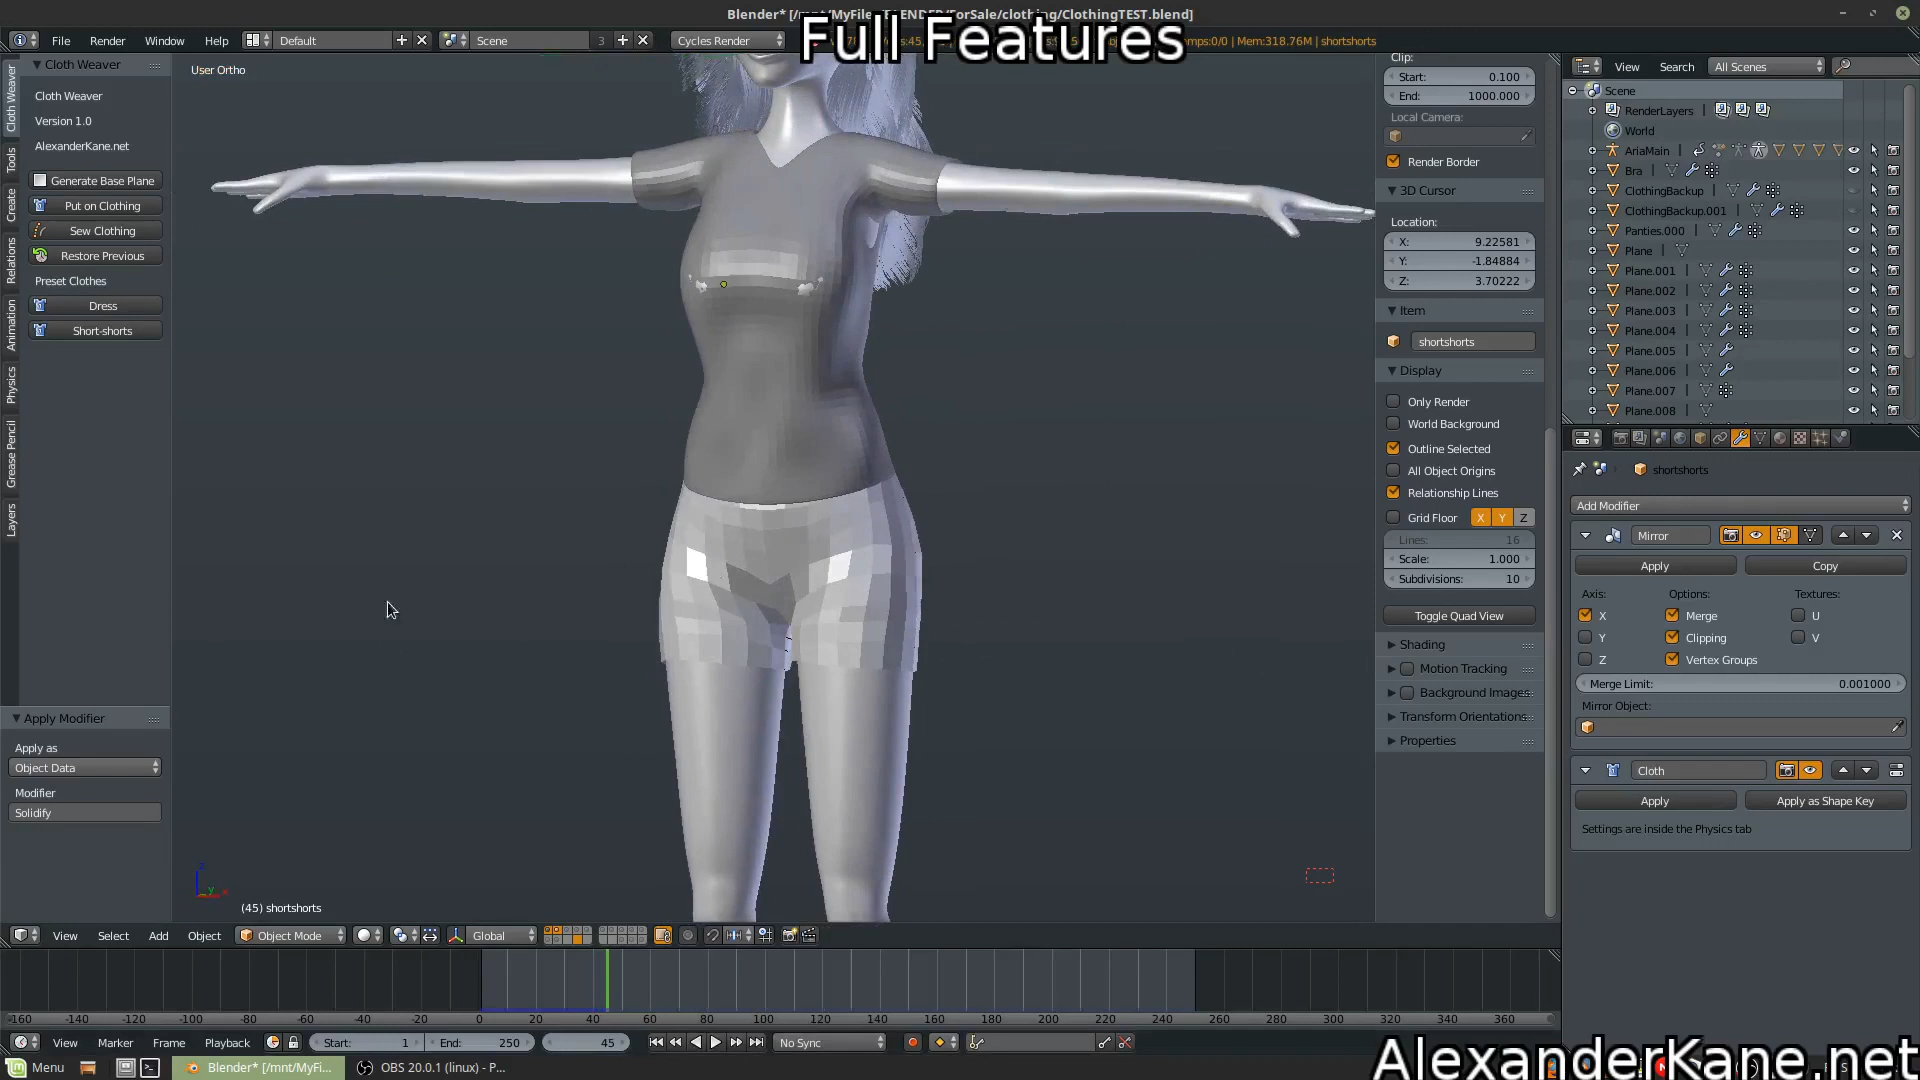 Blender* [/mnt/MyFile
ForSale/clothing/ClothingTEST.blend]
Full Features
File
Render
Window
Help
Default
Scene
3
Cycles Render
mps:0/0 | Mem:318.76M | shortshorts
Cloth Weaver
Cloth Weaver
Version 1.0
AlexanderKane.net
Generate Base Plane
Put on Clothing
Sew Clothing
Restore Previous
Preset Clothes
Dress
Short-shorts
Cloth Weaver
Tools
Create
Relations
Animation
Physics
Grease Pencil
Layers
Apply Modifier
Apply as
Object Data
Modifier
Solidify
User Ortho
(45) shortshorts
Clip:
Start: 0.100
End: 1000.000
Local Camera:
Render Border
3D Cursor
Location:
X: 9.22581
Y: -1.84884
Z: 3.70222
Item
shortshorts
Display
Only Render
World Background
Outline Selected
All Object Origins
Relationship Lines
Grid Floor X Y Z
Lines: 16
Scale: 1.000
Subdivisions: 10
Toggle Quad View
Shading
Motion Tracking
Background Images
Transform Orientations
Properties
View
Search
All Scenes
Scene
RenderLayers
World
AriaMain
Bra
ClothingBackup
ClothingBackup.001
Panties.000
Plane
Plane.001
Plane.002
Plane.003
Plane.004
Plane.005
Plane.006
Plane.007
Plane.008
shortshorts
Add Modifier
Mirror
Apply
Copy
Axis: Options: Textures:
X Merge U
Y Clipping V
Z Vertex Groups
Merge Limit: 0.001000
Mirror Object:
Cloth
Apply
Apply as Shape Key
Settings are inside the Physics tab
View
Select
Add
Object
Object Mode
Global
-160 -140 -120 -100 -80 -60 -40 -20 0 20 40 60 80 100 120 140 160 180 200 220 240 260 280 300 320 340 360
View
Marker
Frame
Playback
Start: 1
End: 250
45
No Sync
Menu
Blender* [/mnt/MyFi...
OBS 20.0.1 (linux) - P...
AlexanderKane.net